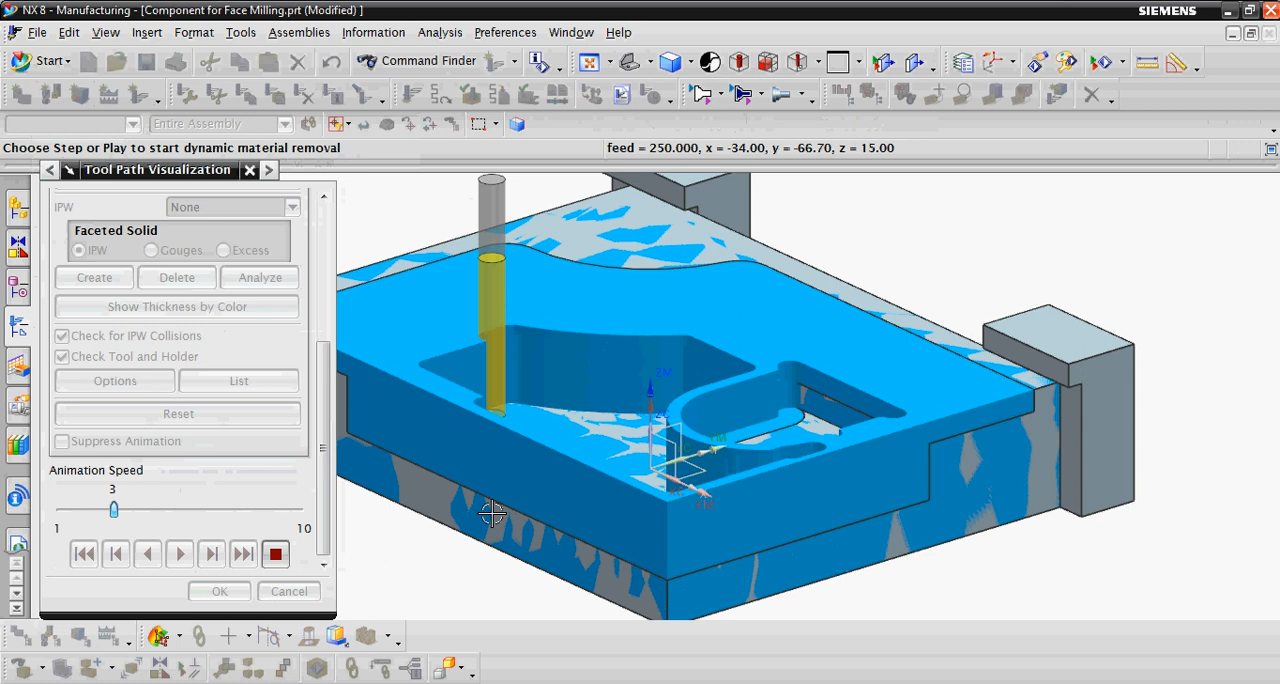 NX 8 - Manufacturing - [Component for Face Milling.prt (Modified) ]
SIEMENS
File Edit View Insert Format Tools Assemblies Information Analysis Preferences Window Help
Start Command Finder
Entire Assembly
Choose Step or Play to start dynamic material removal
feed = 250.000, x = -34.00, y = -66.70, z = 15.00
Tool Path Visualization
IPW None
Faceted Solid
IPW Gouges Excess
Create Delete Analyze
Show Thickness by Color
Check for IPW Collisions
Check Tool and Holder
Options List
Reset
Suppress Animation
Animation Speed
3
1 10
OK Cancel
ZM
YM